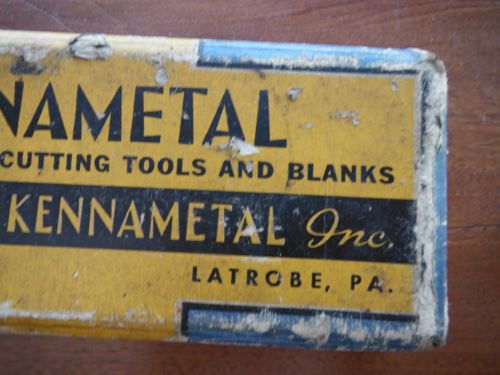 NAMETAL
CUTTING TOOLS AND BLANKS
KENNAMETAL Inc.
LATROBE, PA.